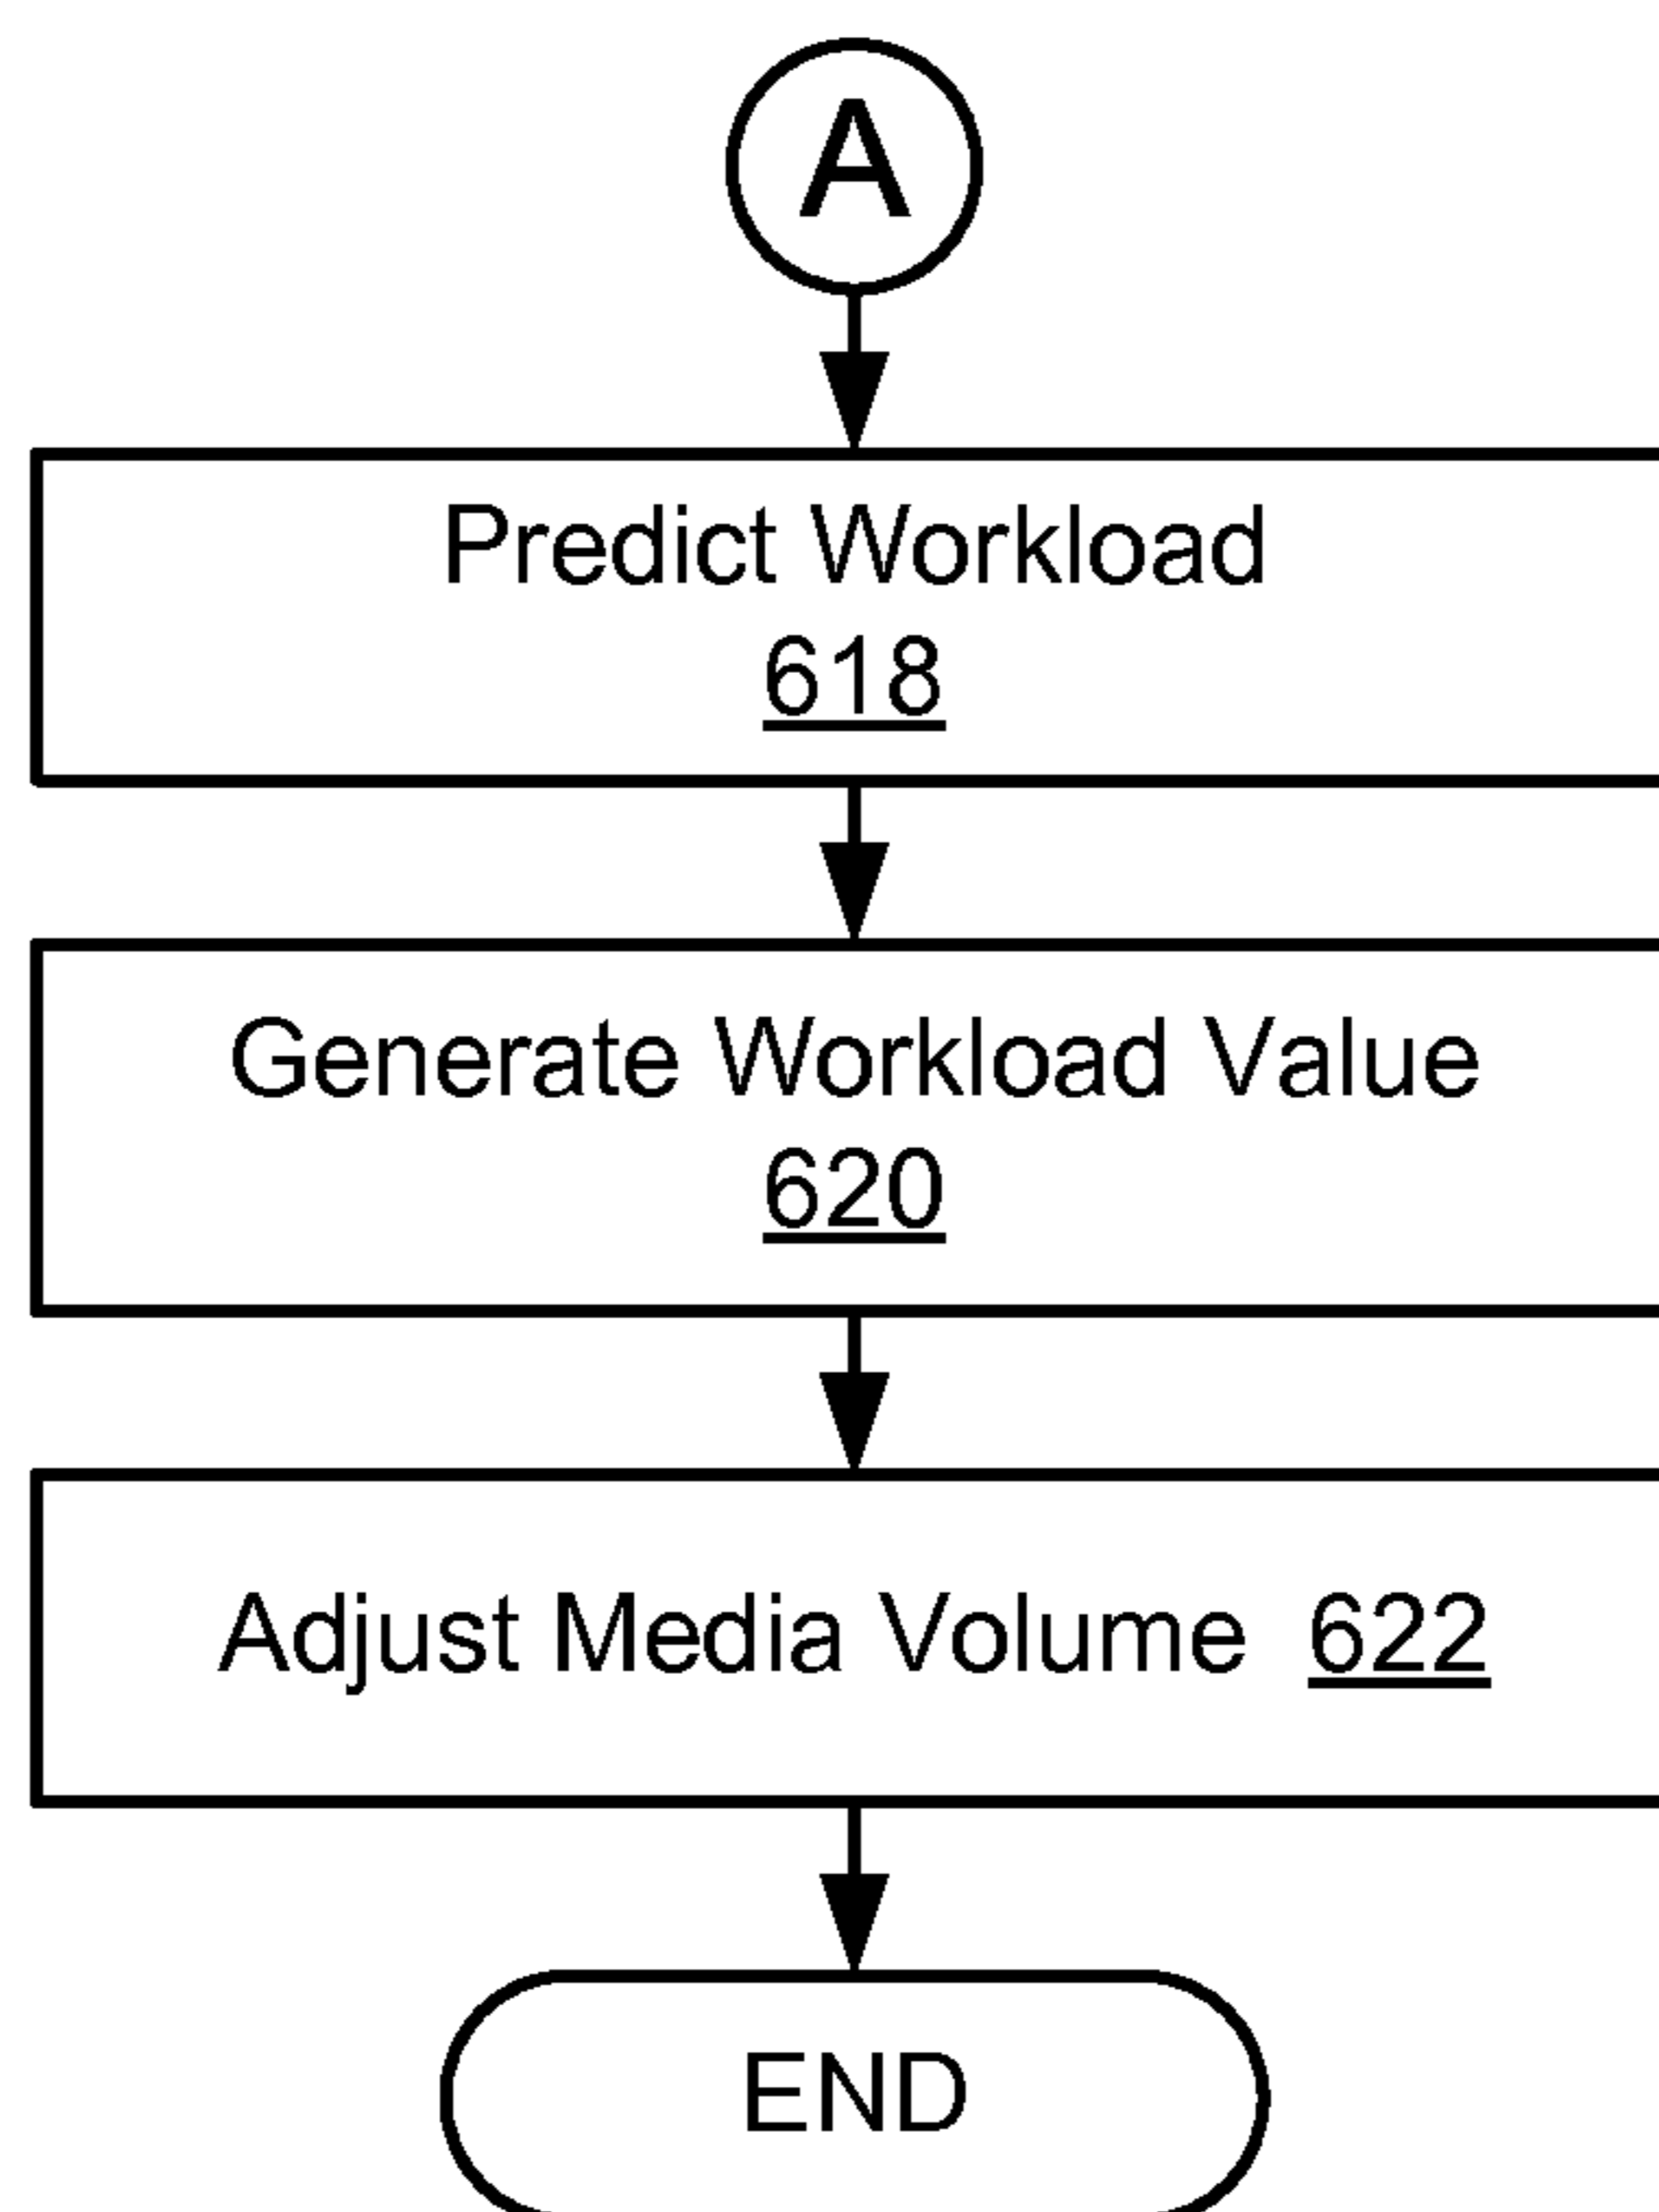 A
Predict Workload
618
Generate Workload Value
620
Adjust Media Volume 622
END